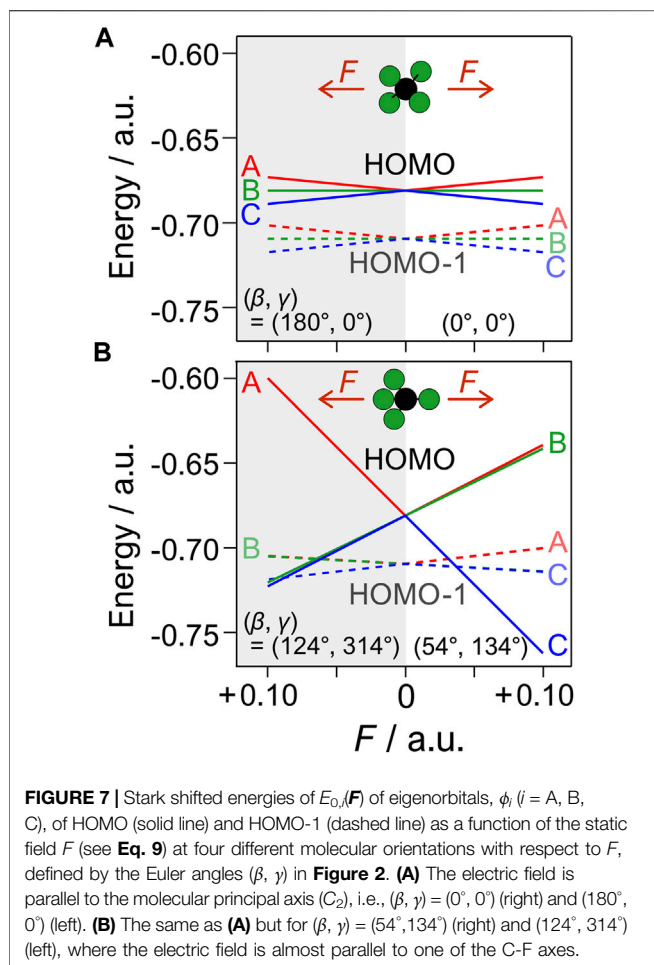 A
-0.60
-0.65
-0.70
-0.75
Energy / a.u.
F F
HOMO
A
B
C
HOMO-1
A
B
C
(β, γ)
= (180°, 0°) (0°, 0°)
B
-0.60
-0.65
-0.70
-0.75
Energy / a.u.
F F
A
HOMO
B
B
A
C
HOMO-1
C
(β, γ)
= (124°, 314°) (54°, 134°)
+0.10 0 +0.10
F / a.u.
FIGURE 7 | Stark shifted energies of E0,i(F) of eigenorbitals, ϕi (i = A, B,
C), of HOMO (solid line) and HOMO-1 (dashed line) as a function of the static
field F (see Eq. 9) at four different molecular orientations with respect to F,
defined by the Euler angles (β, γ) in Figure 2. (A) The electric field is
parallel to the molecular principal axis (C2), i.e., (β, γ) = (0°, 0°) (right) and (180°,
0°) (left). (B) The same as (A) but for (β, γ) = (54°,134°) (right) and (124°, 314°)
(left), where the electric field is almost parallel to one of the C-F axes.